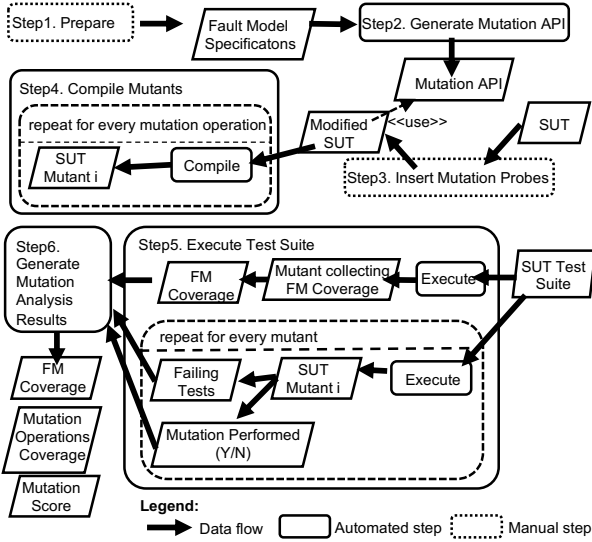 Step1. Prepare
Fault Model
Specificatons
Step2. Generate Mutation API
Mutation API
Step4. Compile Mutants
repeat for every mutation operation
SUT
Mutant i
Compile
Modified
SUT
<<use>>
SUT
Step3. Insert Mutation Probes
Step6.
Generate
Mutation
Analysis
Results
Step5. Execute Test Suite
FM
Coverage
Mutant collecting
FM Coverage
Execute
SUT Test
Suite
repeat for every mutant
Failing
Tests
SUT
Mutant i
Execute
Mutation Performed
(Y/N)
FM
Coverage
Mutation
Operations
Coverage
Mutation
Score
Legend:
Data flow
Automated step
Manual step